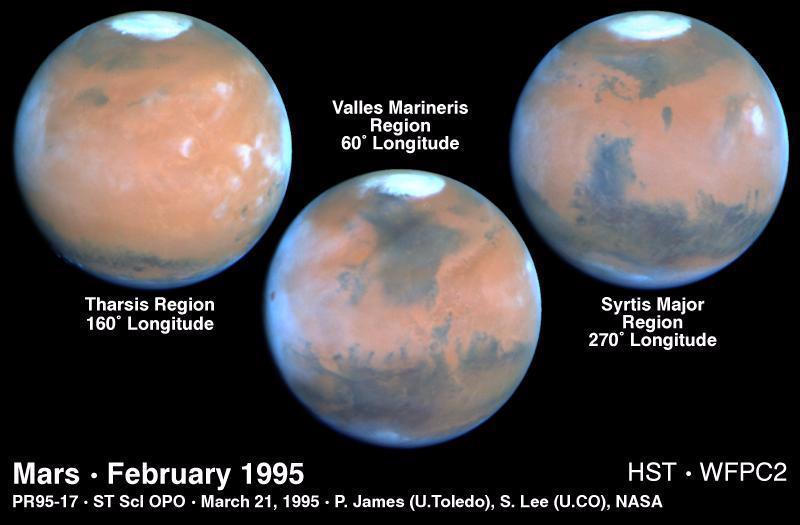 Valles Marineris
Region
60° Longitude
Tharsis Region
160° Longitude
Syrtis Major
Region
270° Longitude
Mars · February 1995
HST · WFPC2
PR95-17 · ST ScI OPO · March 21, 1995 · P. James (U.Toledo), S. Lee (U.CO), NASA